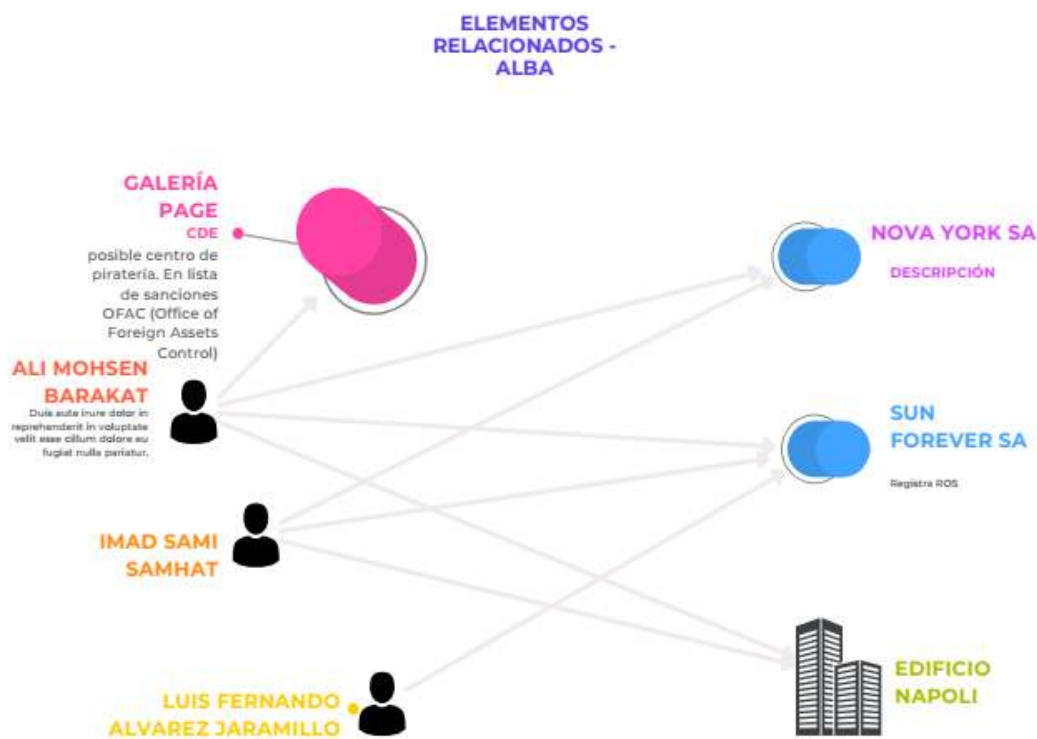 ELEMENTOS
RELACIONADOS -
ALBA
GALERÍA
PAGE
CDE
posible centro de
piratería. En lista
de sanciones
OFAC (Office of
Foreign Assets
Control)
ALI MOHSEN
BARAKAT
Duis aute irure dolor in
reprehenderit in voluptate
velit esse cillum dolore eu
fugiat nulla pariatur.
IMAD SAMI
SAMHAT
LUIS FERNANDO
ALVAREZ JARAMILLO
NOVA YORK SA
DESCRIPCIÓN
SUN
FOREVER SA
Registra ROS
EDIFICIO
NAPOLI